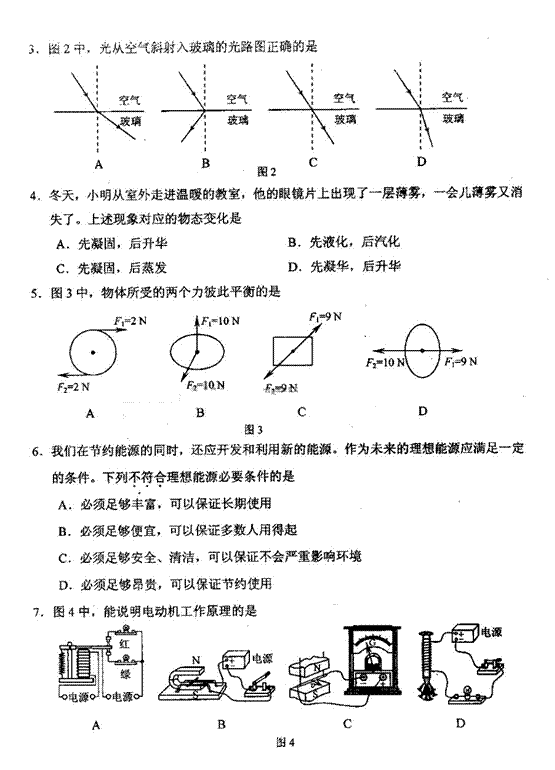 3．图 2 中，光从空气斜射入玻璃的光路图正确的是
空气 空气 空气 空气
玻璃 玻璃 玻璃 玻璃
A B C D
图 2
4．冬天，小明从室外走进温暖的教室，他的眼镜片上出现了一层薄雾，一会儿薄雾又消
失了。上述现象对应的物态变化是
A．先凝固，后升华 B．先液化，后汽化
C．先凝固，后蒸发 D．先凝华，后升华
5．图 3 中，物体所受的两个力彼此平衡的是
F₁=2 N F₁=10 N F₁=9 N
F₂=10 N F₁=9 N
F₂=2 N F₂=10 N F₂=9 N
A B C D
图 3
6．我们在节约能源的同时，还应开发和利用新的能源。作为未来的理想能源应满足一定
的条件。下列不符合理想能源必要条件的是
A．必须足够丰富，可以保证长期使用
B．必须足够便宜，可以保证多数人用得起
C．必须足够安全、清洁，可以保证不会严重影响环境
D．必须足够昂贵，可以保证节约使用
7．图 4 中，能说明电动机工作原理的是
红 N 电源 G 电源
绿 S N
电源 电源 S
A B C D
图 4